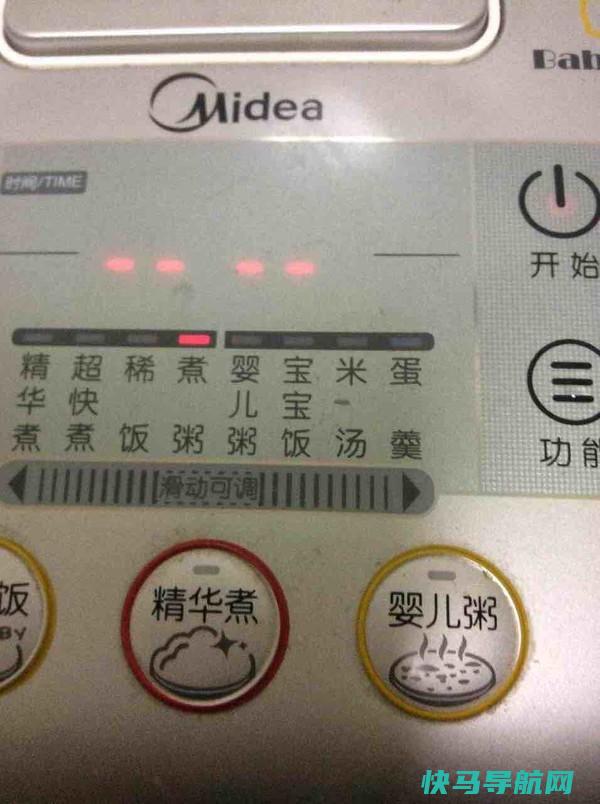 Bab
Midea
时间/TIME
-- --
开始
精华煮 超快煮 稀饭 煮粥 婴儿粥 宝宝饭 米汤 蛋羹
功能
滑动可调
饭
BY
精华煮
婴儿粥
快马导航网